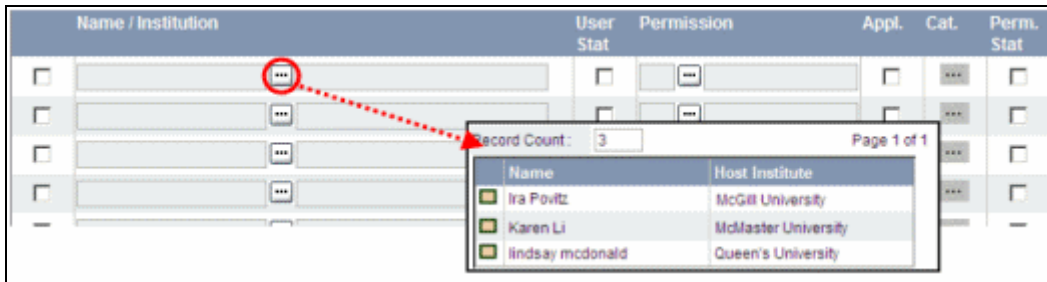 Name / Institution User Permission Appl. Cat. Perm.
Stat Stat
Record Count: 3 Page 1 of 1
Name Host Institute
Ira Povitz McGill University
Karen Li McMaster University
lindsay mcdonald Queen's University